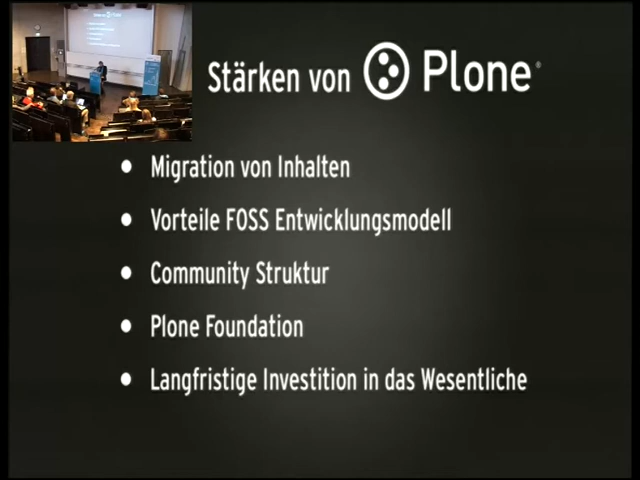 Stärken von Plone®
Migration von Inhalten
Vorteile FOSS Entwicklungsmodell
Community Struktur
Plone Foundation
Langfristige Investition in das Wesentliche